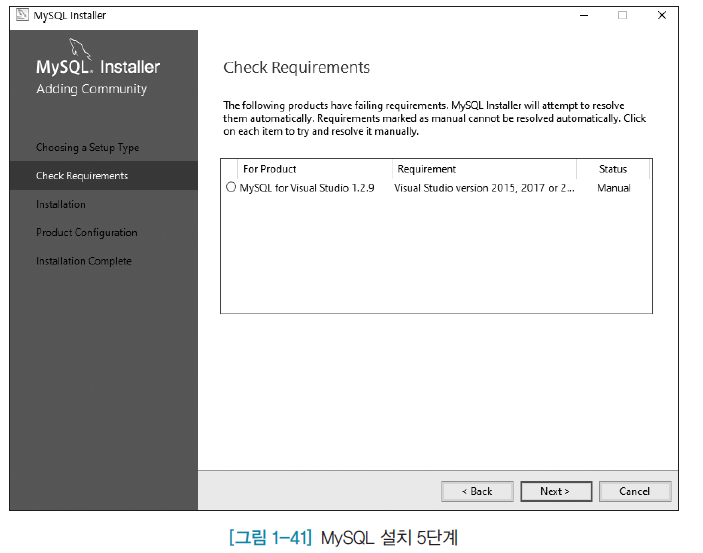 MySQL Installer
MySQL. Installer
Adding Community
Choosing a Setup Type
Check Requirements
Installation
Product Configuration
Installation Complete
Check Requirements
The following products have failing requirements. MySQL Installer will attempt to resolve
them automatically. Requirements marked as manual cannot be resolved automatically. Click
on each item to try and resolve it manually.
For Product Requirement Status
MySQL for Visual Studio 1.2.9 Visual Studio version 2015, 2017 or 2... Manual
< Back Next > Cancel
[그림 1-41] MySQL 설치 5단계